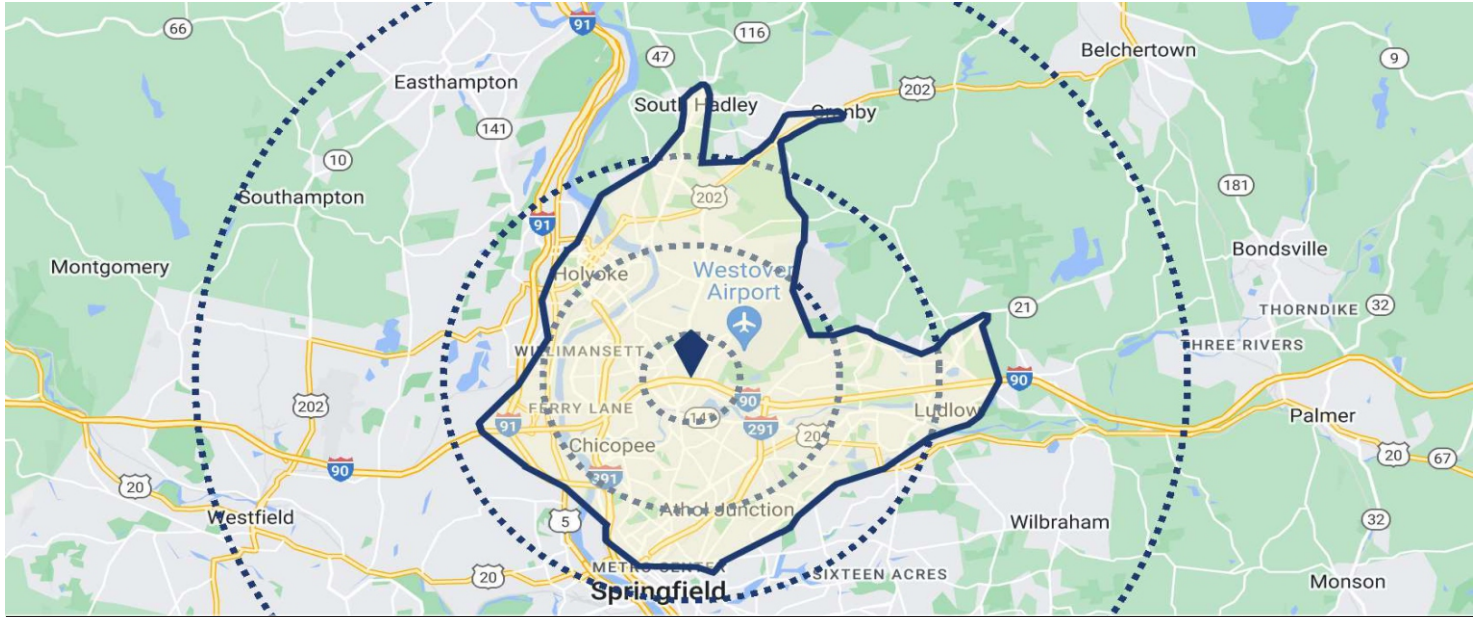 66
91
116
47
Belchertown
9
Easthampton
202
South Hadley
Granby
141
10
181
Southampton
202
91
Bondsville
Montgomery
Holyoke
Westover
Airport
21
32
THORNDIKE
WILLIMANSETT
THREE RIVERS
90
90
202
FERRY LANE
141
Ludlow
Palmer
91
291
20
Chicopee
90
391
20
67
20
Westfield
5
Athol Junction
Wilbraham
32
METRO CENTER
20
SIXTEEN ACRES
Springfield
Monson